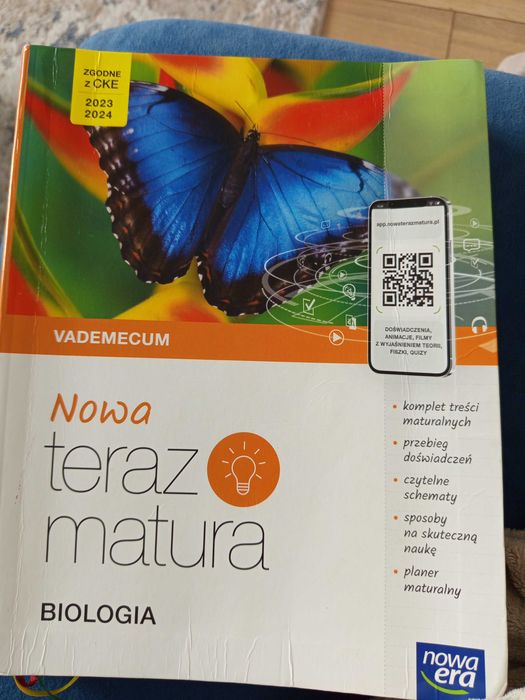 ZGODNE
z CKE
2023
2024
app.nowaterazmatura.pl
DOŚWIADCZENIA,
ANIMACJE, FILMY
Z WYJAŚNIENIEM TEORII,
FISZKI, QUIZY
VADEMECUM
Nowa
teraz
matura
BIOLOGIA
• komplet treści
maturalnych
• przebieg
doświadczeń
• czytelne
schematy
• sposoby
na skuteczną
naukę
• planer
maturalny
nowa
era